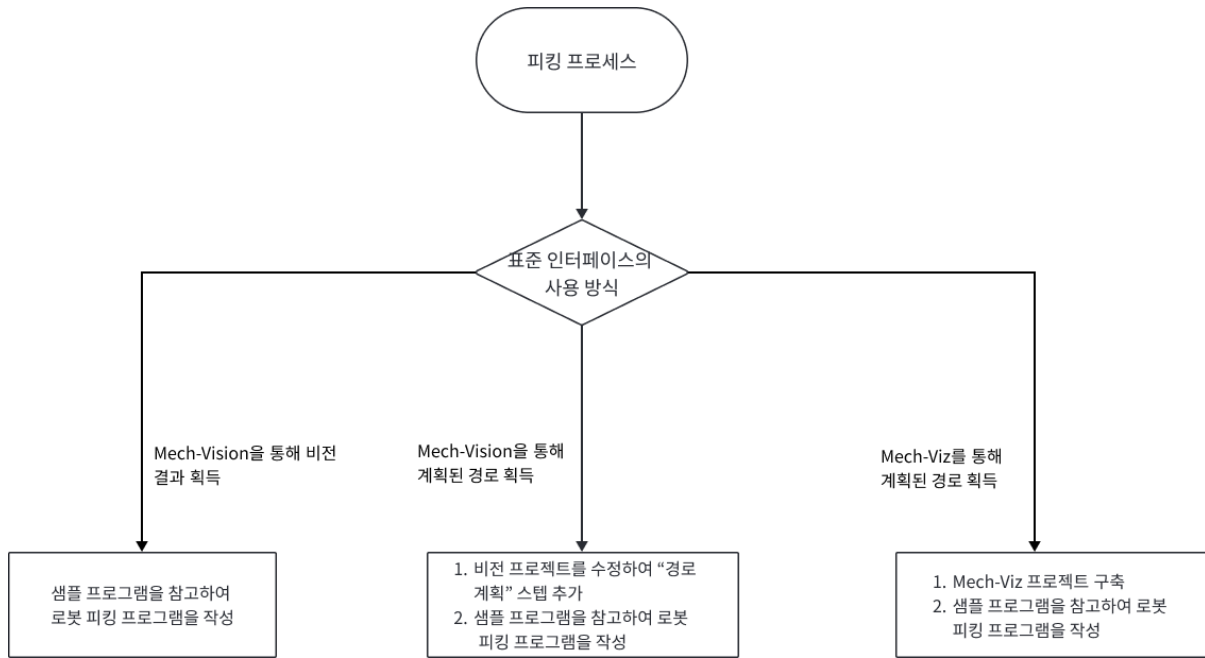 피킹 프로세스
표준 인터페이스의
사용 방식
Mech-Vision을 통해 비전
결과 획득
Mech-Vision을 통해
계획된 경로 획득
Mech-Viz를 통해
계획된 경로 획득
샘플 프로그램을 참고하여
로봇 피킹 프로그램을 작성
1. 비전 프로젝트를 수정하여 “경로
계획” 스텝 추가
2. 샘플 프로그램을 참고하여 로봇
피킹 프로그램을 작성
1. Mech-Viz 프로젝트 구축
2. 샘플 프로그램을 참고하여 로봇
피킹 프로그램을 작성